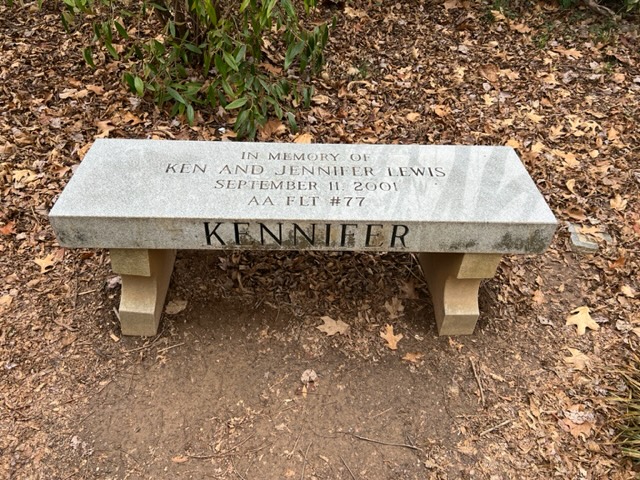 IN MEMORY OF
KEN AND JENNIFER LEWIS
SEPTEMBER 11, 2001
AA FLT #77
KENNIFER